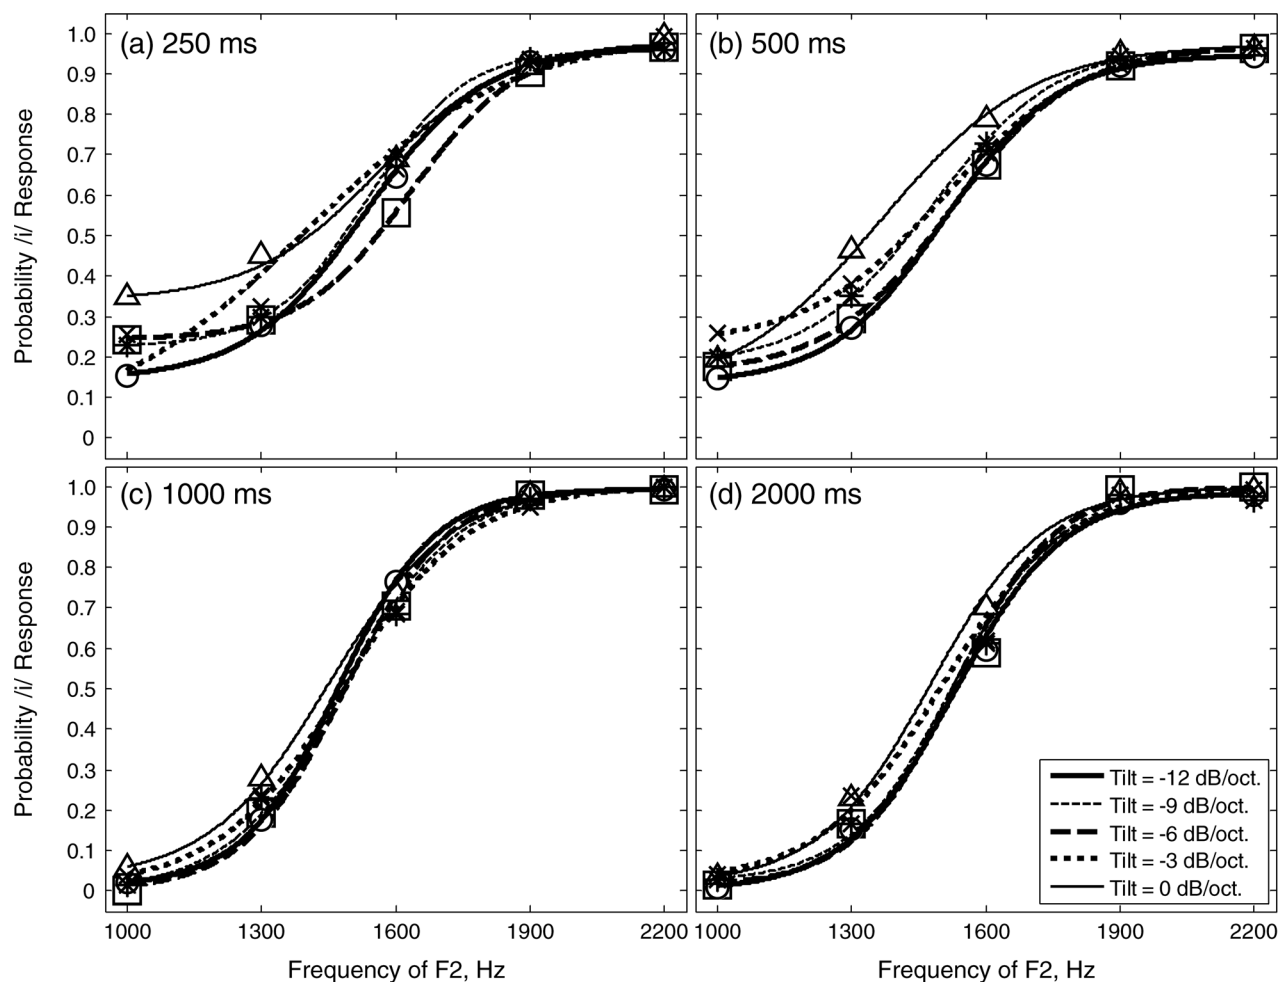 (a) 250 ms
(b) 500 ms
Probability /i/ Response
1.0
0.9
0.8
0.7
0.6
0.5
0.4
0.3
0.2
0.1
0
(c) 1000 ms
(d) 2000 ms
Probability /i/ Response
1.0
0.9
0.8
0.7
0.6
0.5
0.4
0.3
0.2
0.1
0
Tilt = -12 dB/oct.
Tilt = -9 dB/oct.
Tilt = -6 dB/oct.
Tilt = -3 dB/oct.
Tilt = 0 dB/oct.
1000 1300 1600 1900 2200
1000 1300 1600 1900 2200
Frequency of F2, Hz
Frequency of F2, Hz